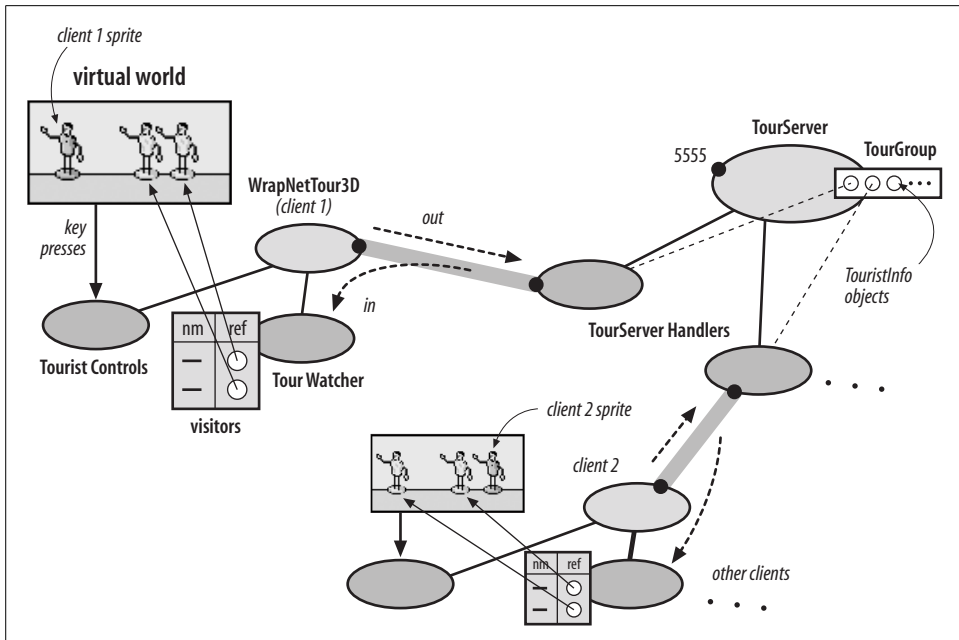 client 1 sprite
virtual world
key
presses
WrapNetTour3D
(client 1)
out
in
Tourist Controls
nm ref
Tour Watcher
visitors
TourServer
5555
TourGroup
TouristInfo
objects
TourServer Handlers
client 2 sprite
client 2
nm ref
other clients